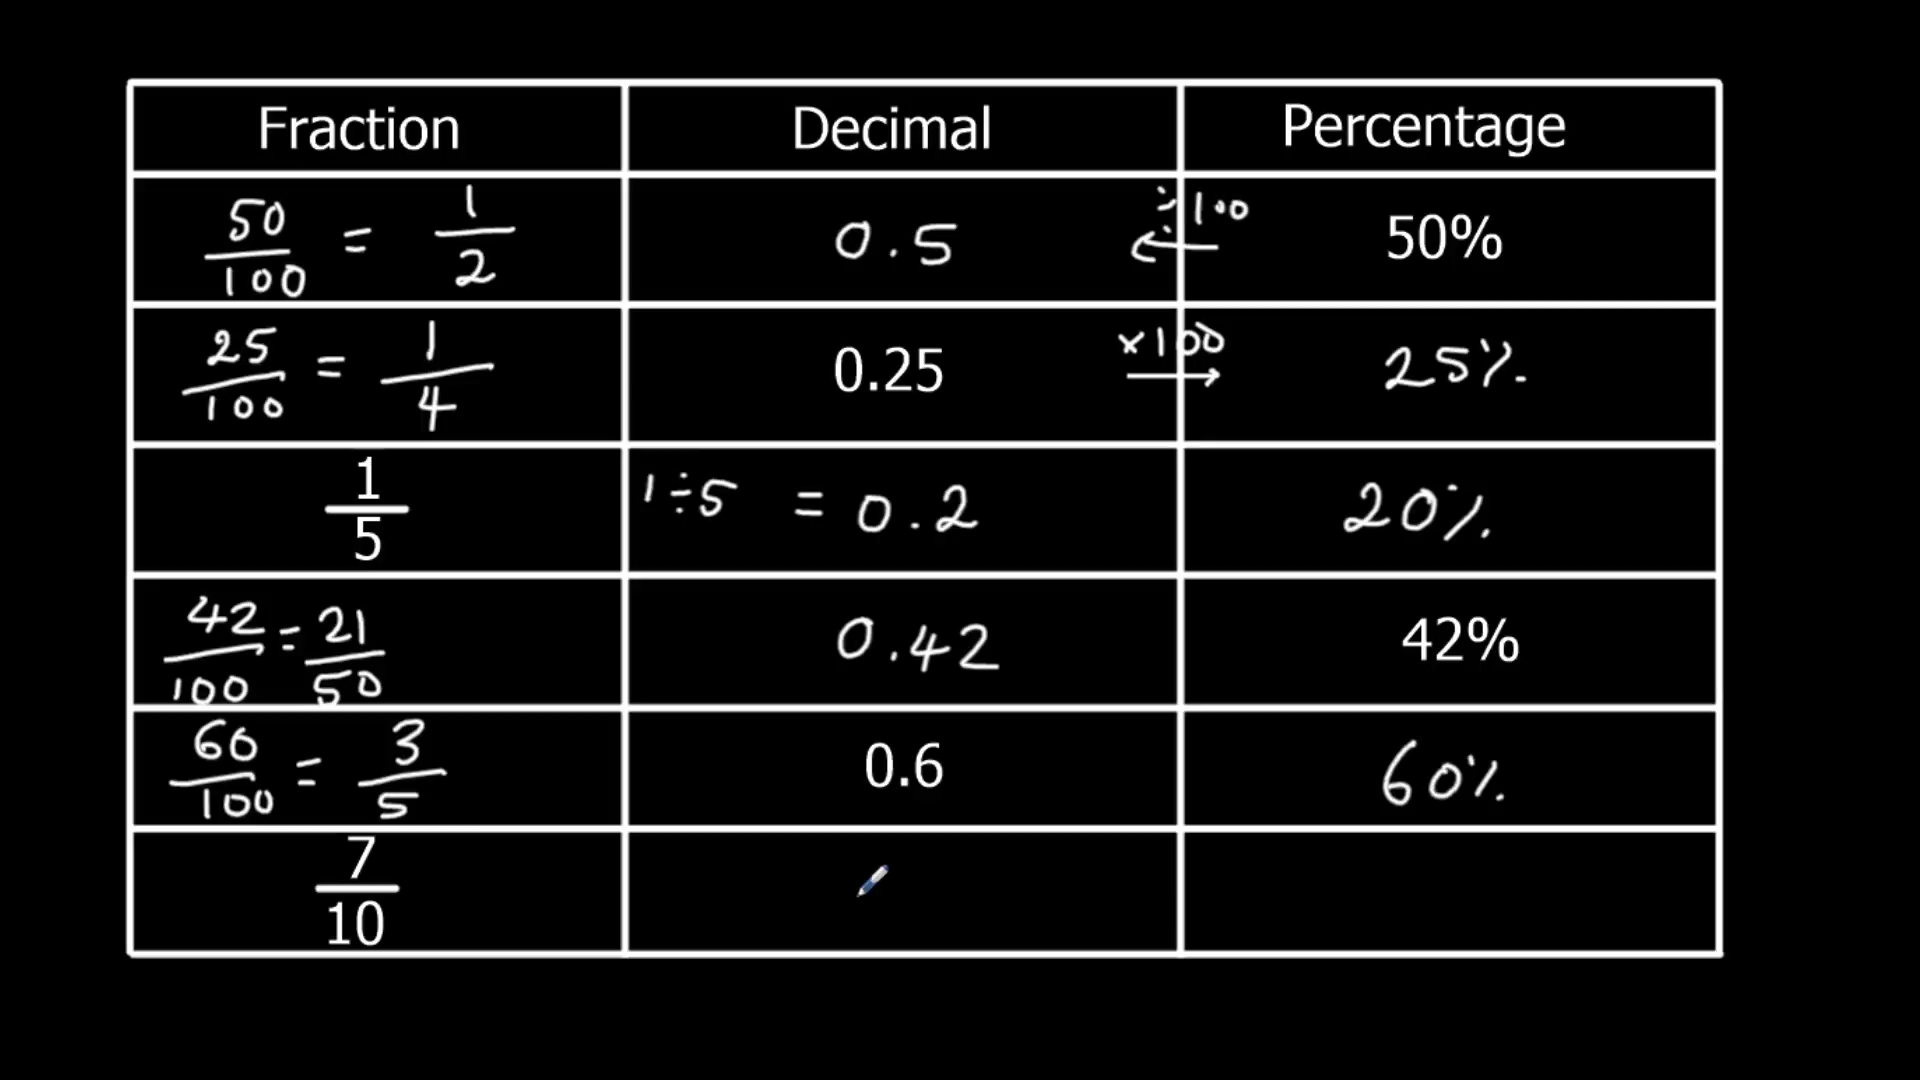 Fraction Decimal Percentage
50/100 = 1/2 0.5 ÷100 50%
25/100 = 1/4 0.25 ×100 25%
1/5 1÷5 = 0.2 20%
42/100 = 21/50 0.42 42%
60/100 = 3/5 0.6 60%
7/10